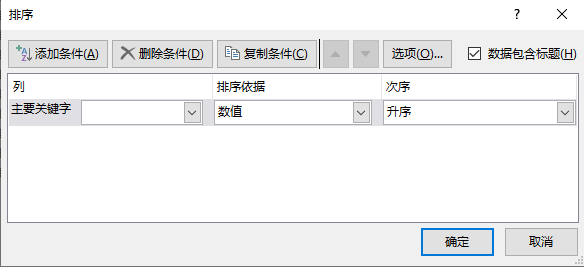 排序
添加条件(A) 删除条件(D) 复制条件(C) 选项(O)... 数据包含标题(H)
列 排序依据 次序
主要关键字 数值 升序
确定 取消